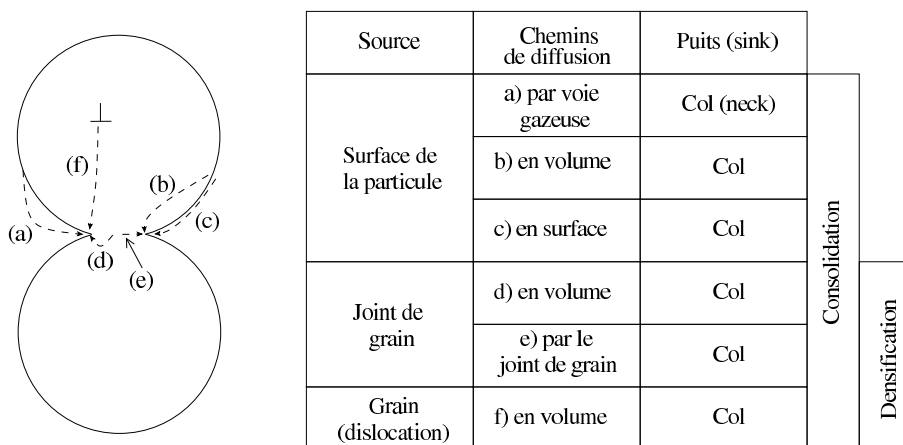 (f)
(b)
(a)
(c)
(d)
(e)
Source
Chemins
de diffusion
Puits (sink)
Surface de
la particule
a) par voie
gazeuse
Col (neck)
b) en volume
Col
c) en surface
Col
Joint de
grain
d) en volume
Col
e) par le
joint de grain
Col
Grain
(dislocation)
f) en volume
Col
Consolidation
Densification